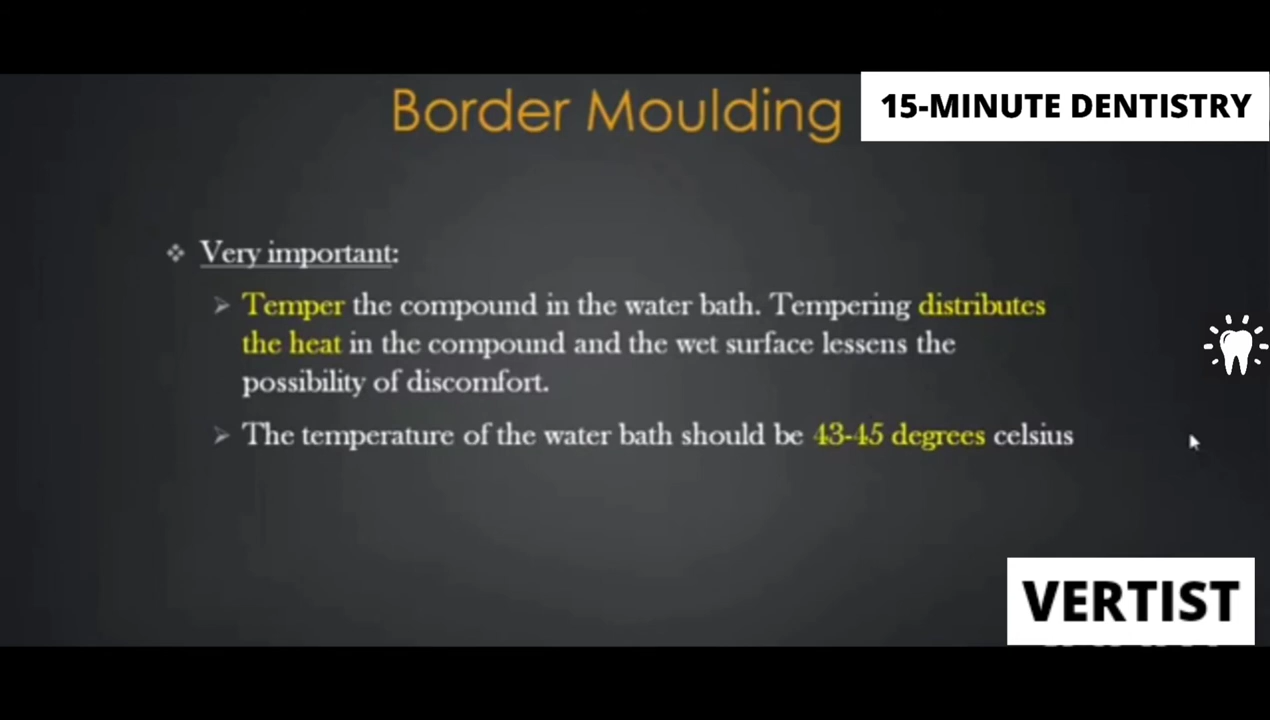 Border Moulding
15-MINUTE DENTISTRY
Very important:
Temper the compound in the water bath. Tempering distributes
the heat in the compound and the wet surface lessens the
possibility of discomfort.
The temperature of the water bath should be 43-45 degrees celsius
VERTIST